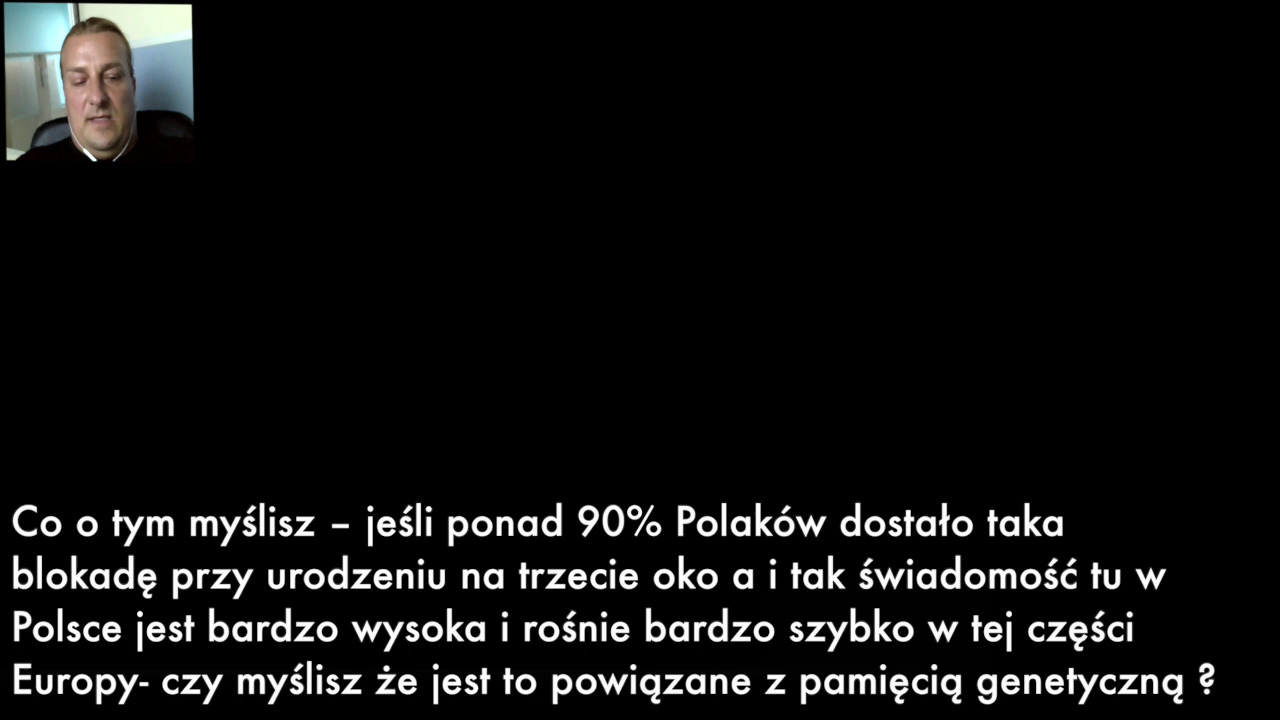 Co o tym myślisz – jeśli ponad 90% Polaków dostało taka
blokadę przy urodzeniu na trzecie oko a i tak świadomość tu w
Polsce jest bardzo wysoka i rośnie bardzo szybko w tej części
Europy- czy myślisz że jest to powiązane z pamięcią genetyczną ?